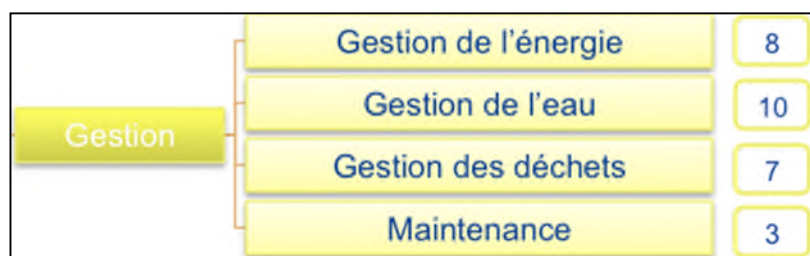 Gestion de l'énergie 8
Gestion de l'eau 10
Gestion
Gestion des déchets 7
Maintenance 3